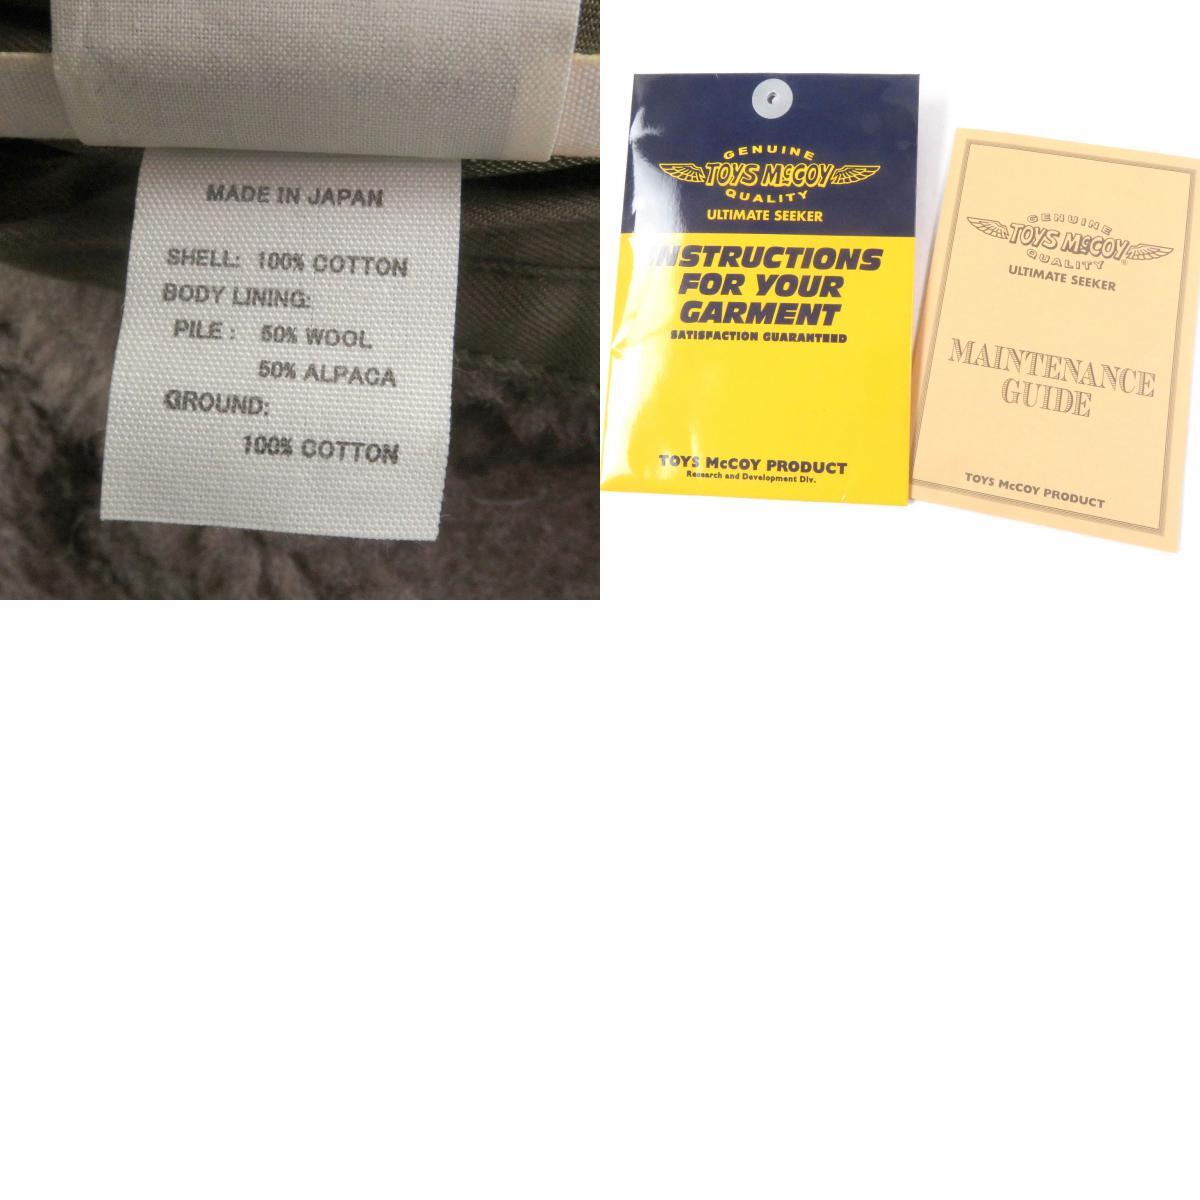 MADE IN JAPAN
SHELL: 100% COTTON
BODY LINING:
PILE : 50% WOOL
50% ALPACA
GROUND:
100% COTTON
GENUINE
TOYS McCOY
QUALITY
ULTIMATE SEEKER
INSTRUCTIONS
FOR YOUR
GARMENT
SATISFACTION GUARANTEED
TOYS McCOY PRODUCT
Research and Development Div.
GENUINE
TOYS McCOY
QUALITY
ULTIMATE SEEKER
MAINTENANCE
GUIDE
TOYS McCOY PRODUCT